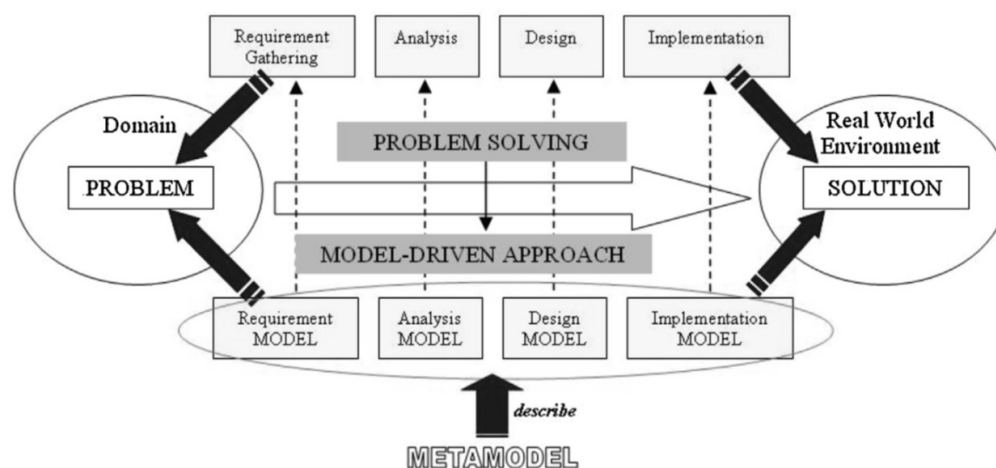 Requirement
Gathering
Analysis
Design
Implementation
Domain
PROBLEM
PROBLEM SOLVING
MODEL-DRIVEN APPROACH
Real World
Environment
SOLUTION
Requirement
MODEL
Analysis
MODEL
Design
MODEL
Implementation
MODEL
describe
METAMODEL